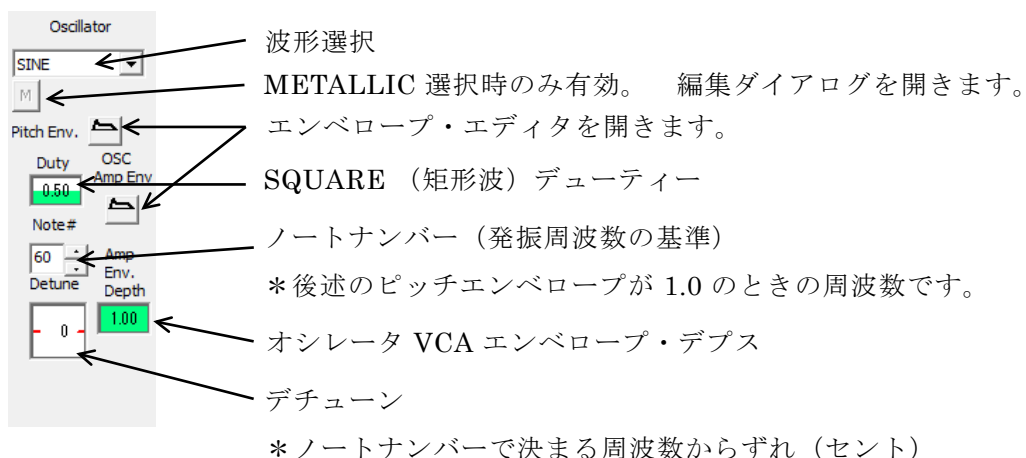 Oscillator
波形選択
SINE
METALLIC 選択時のみ有効。 編集ダイアログを開きます。
M
エンベロープ・エディタを開きます。
Pitch Env.
Duty
OSC
Amp Env
0.50
SQUARE （矩形波）デューティー
Note#
ノートナンバー（発振周波数の基準）
60
Amp
Env.
Depth
Detune
＊後述のピッチエンベロープが 1.0 のときの周波数です。
1.00
0
オシレータ VCA エンベロープ・デプス
デチューン
＊ノートナンバーで決まる周波数からずれ（セント）